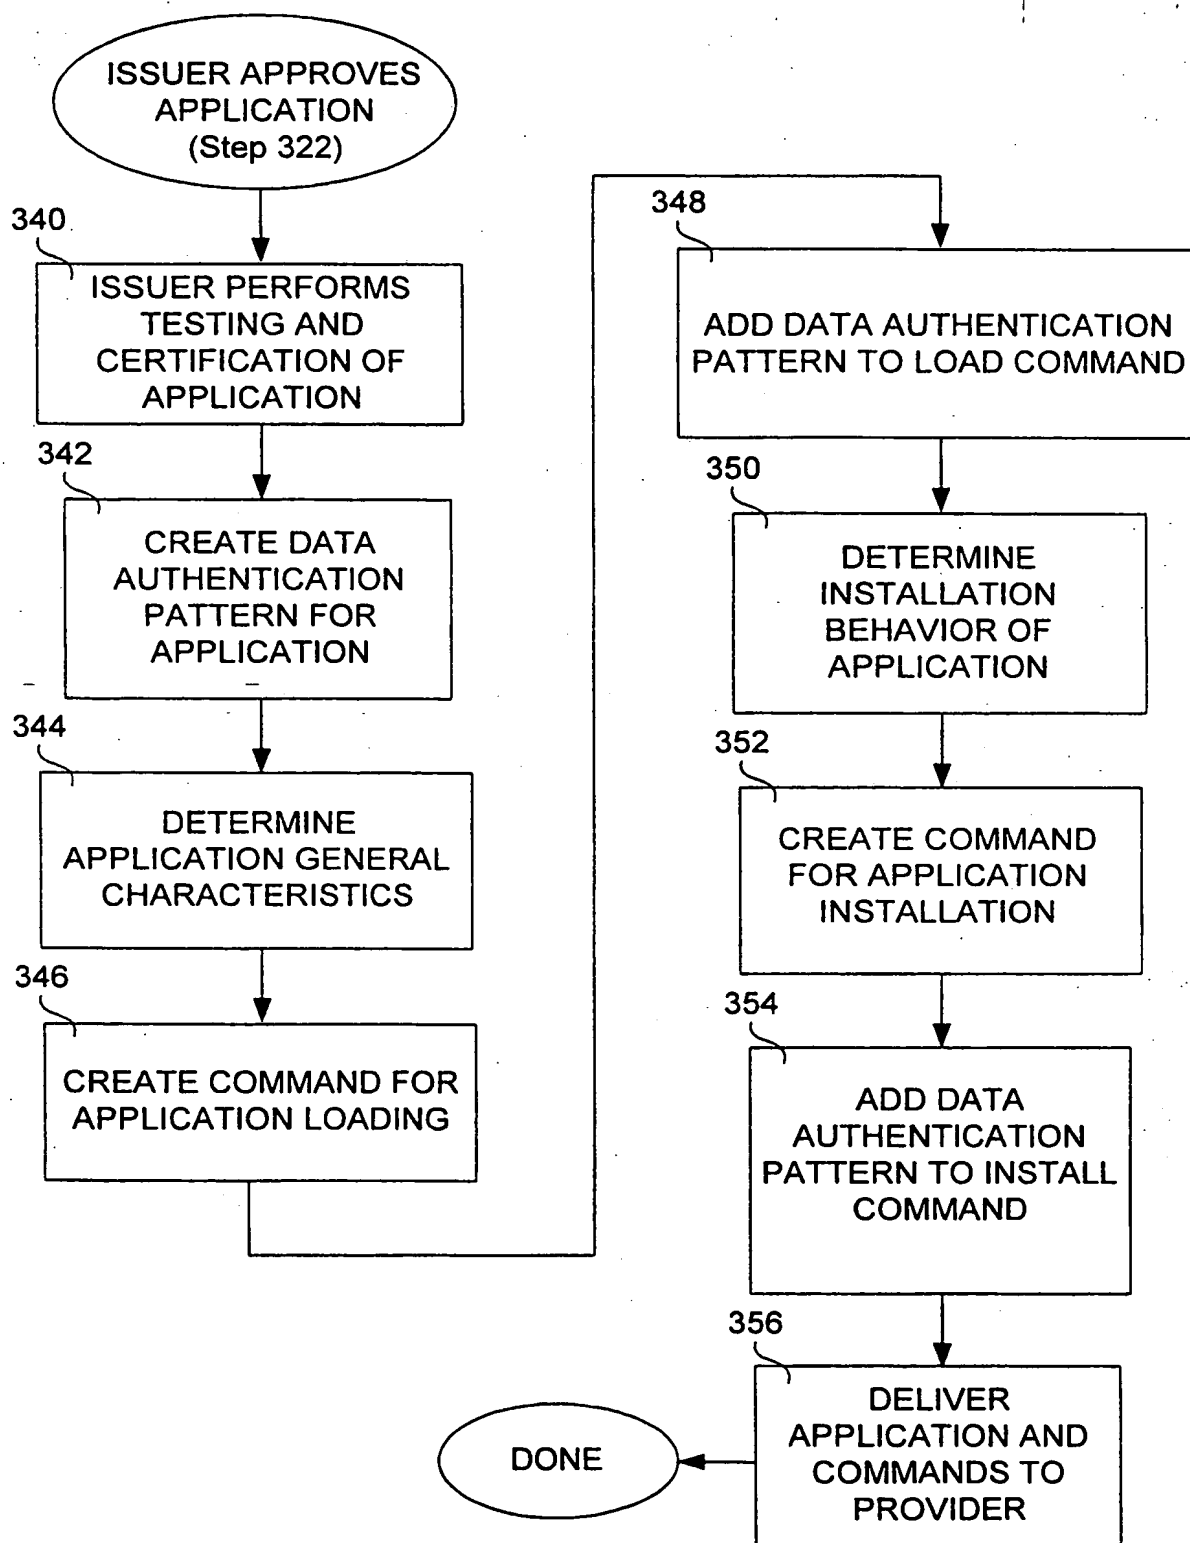 ISSUER APPROVES
APPLICATION
(Step 322)
340
ISSUER PERFORMS
TESTING AND
CERTIFICATION OF
APPLICATION
342
CREATE DATA
AUTHENTICATION
PATTERN FOR
APPLICATION
344
DETERMINE
APPLICATION GENERAL
CHARACTERISTICS
346
CREATE COMMAND FOR
APPLICATION LOADING
348
ADD DATA AUTHENTICATION
PATTERN TO LOAD COMMAND
350
DETERMINE
INSTALLATION
BEHAVIOR OF
APPLICATION
352
CREATE COMMAND
FOR APPLICATION
INSTALLATION
354
ADD DATA
AUTHENTICATION
PATTERN TO INSTALL
COMMAND
356
DELIVER
APPLICATION AND
COMMANDS TO
PROVIDER
DONE